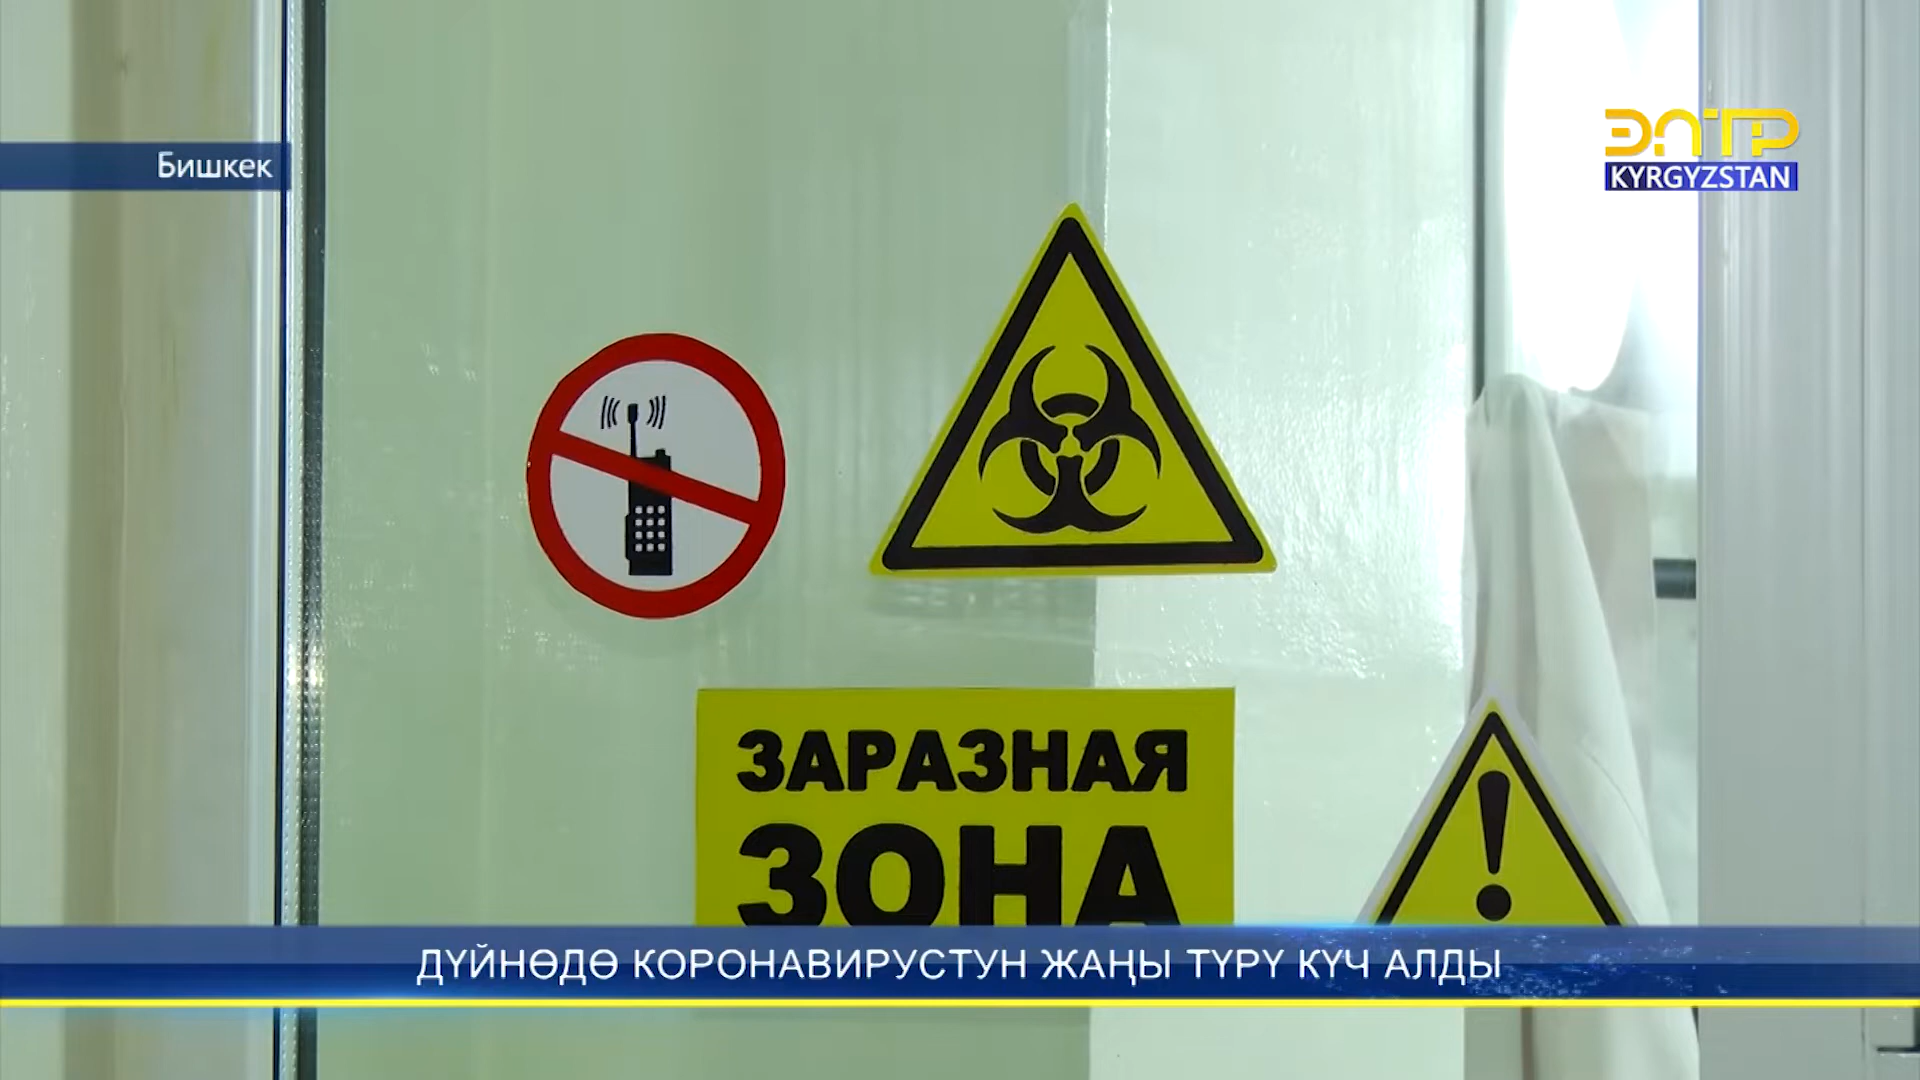 Бишкек
ЭЛТР
KYRGYZSTAN
ЗАРАЗНАЯ
ЗОНА
ДҮЙНӨДӨ КОРОНАВИРУСТУН ЖАҢЫ ТҮРҮ КҮЧ АЛДЫ